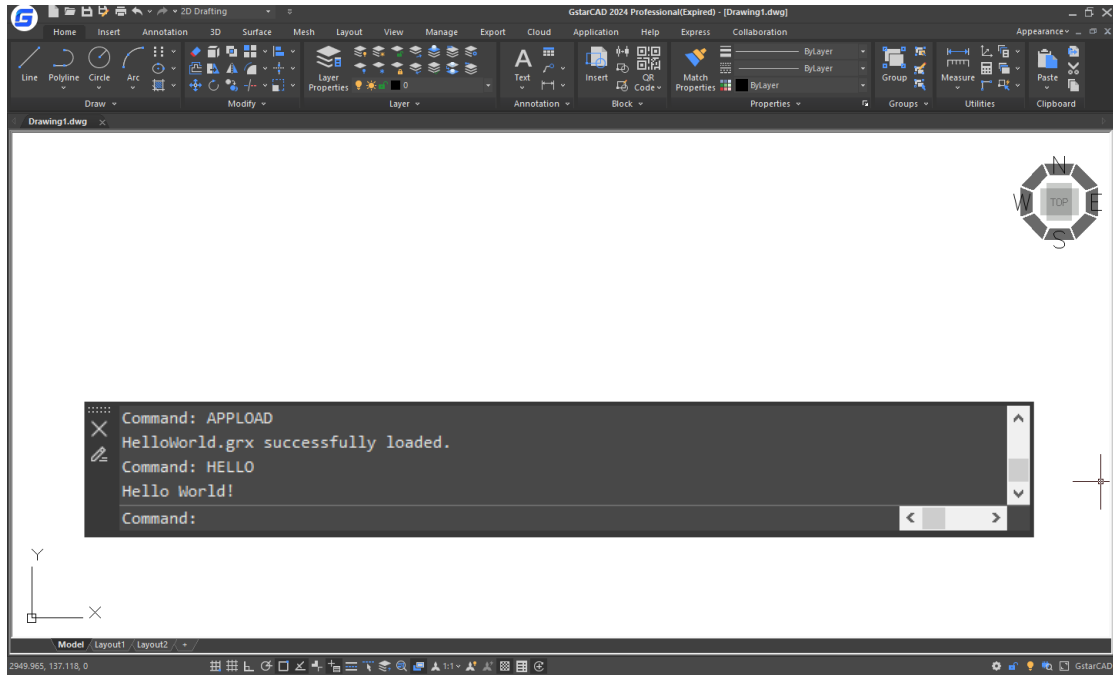 2D Drafting
GstarCAD 2024 Professional(Expired) - [Drawing1.dwg]
Home Insert Annotation 3D Surface Mesh Layout View Manage Export Cloud Application Help Express Collaboration Appearance
Line Polyline Circle Arc
Layer Properties
0
Text
Insert
QR Code
Match Properties
ByLayer
ByLayer
ByLayer
Group
Measure
Paste
Draw Modify Layer Annotation Block Properties Groups Utilities Clipboard
Drawing1.dwg
N
W TOP E
S
Command: APPLOAD
HelloWorld.grx successfully loaded.
Command: HELLO
Hello World!
Command:
Y
X
Model Layout1 Layout2 +
2949.965, 137.118, 0
1:1
GstarCAD